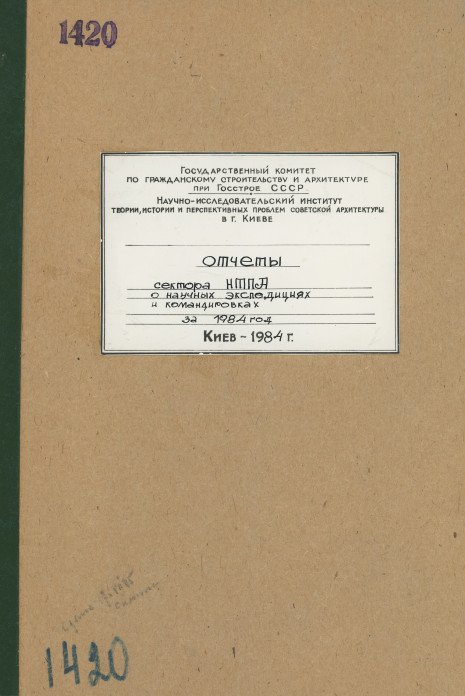 1420
Государственный комитет
по гражданскому строительству и архитектуре
при Госстрое СССР
Научно-исследовательский институт
теории, истории и перспективных проблем советской архитектуры
в г. Киеве
отчеты
сектора НТПА
о научных экспедициях
и командировках
за 1984 год
Киев - 1984 г.
1420